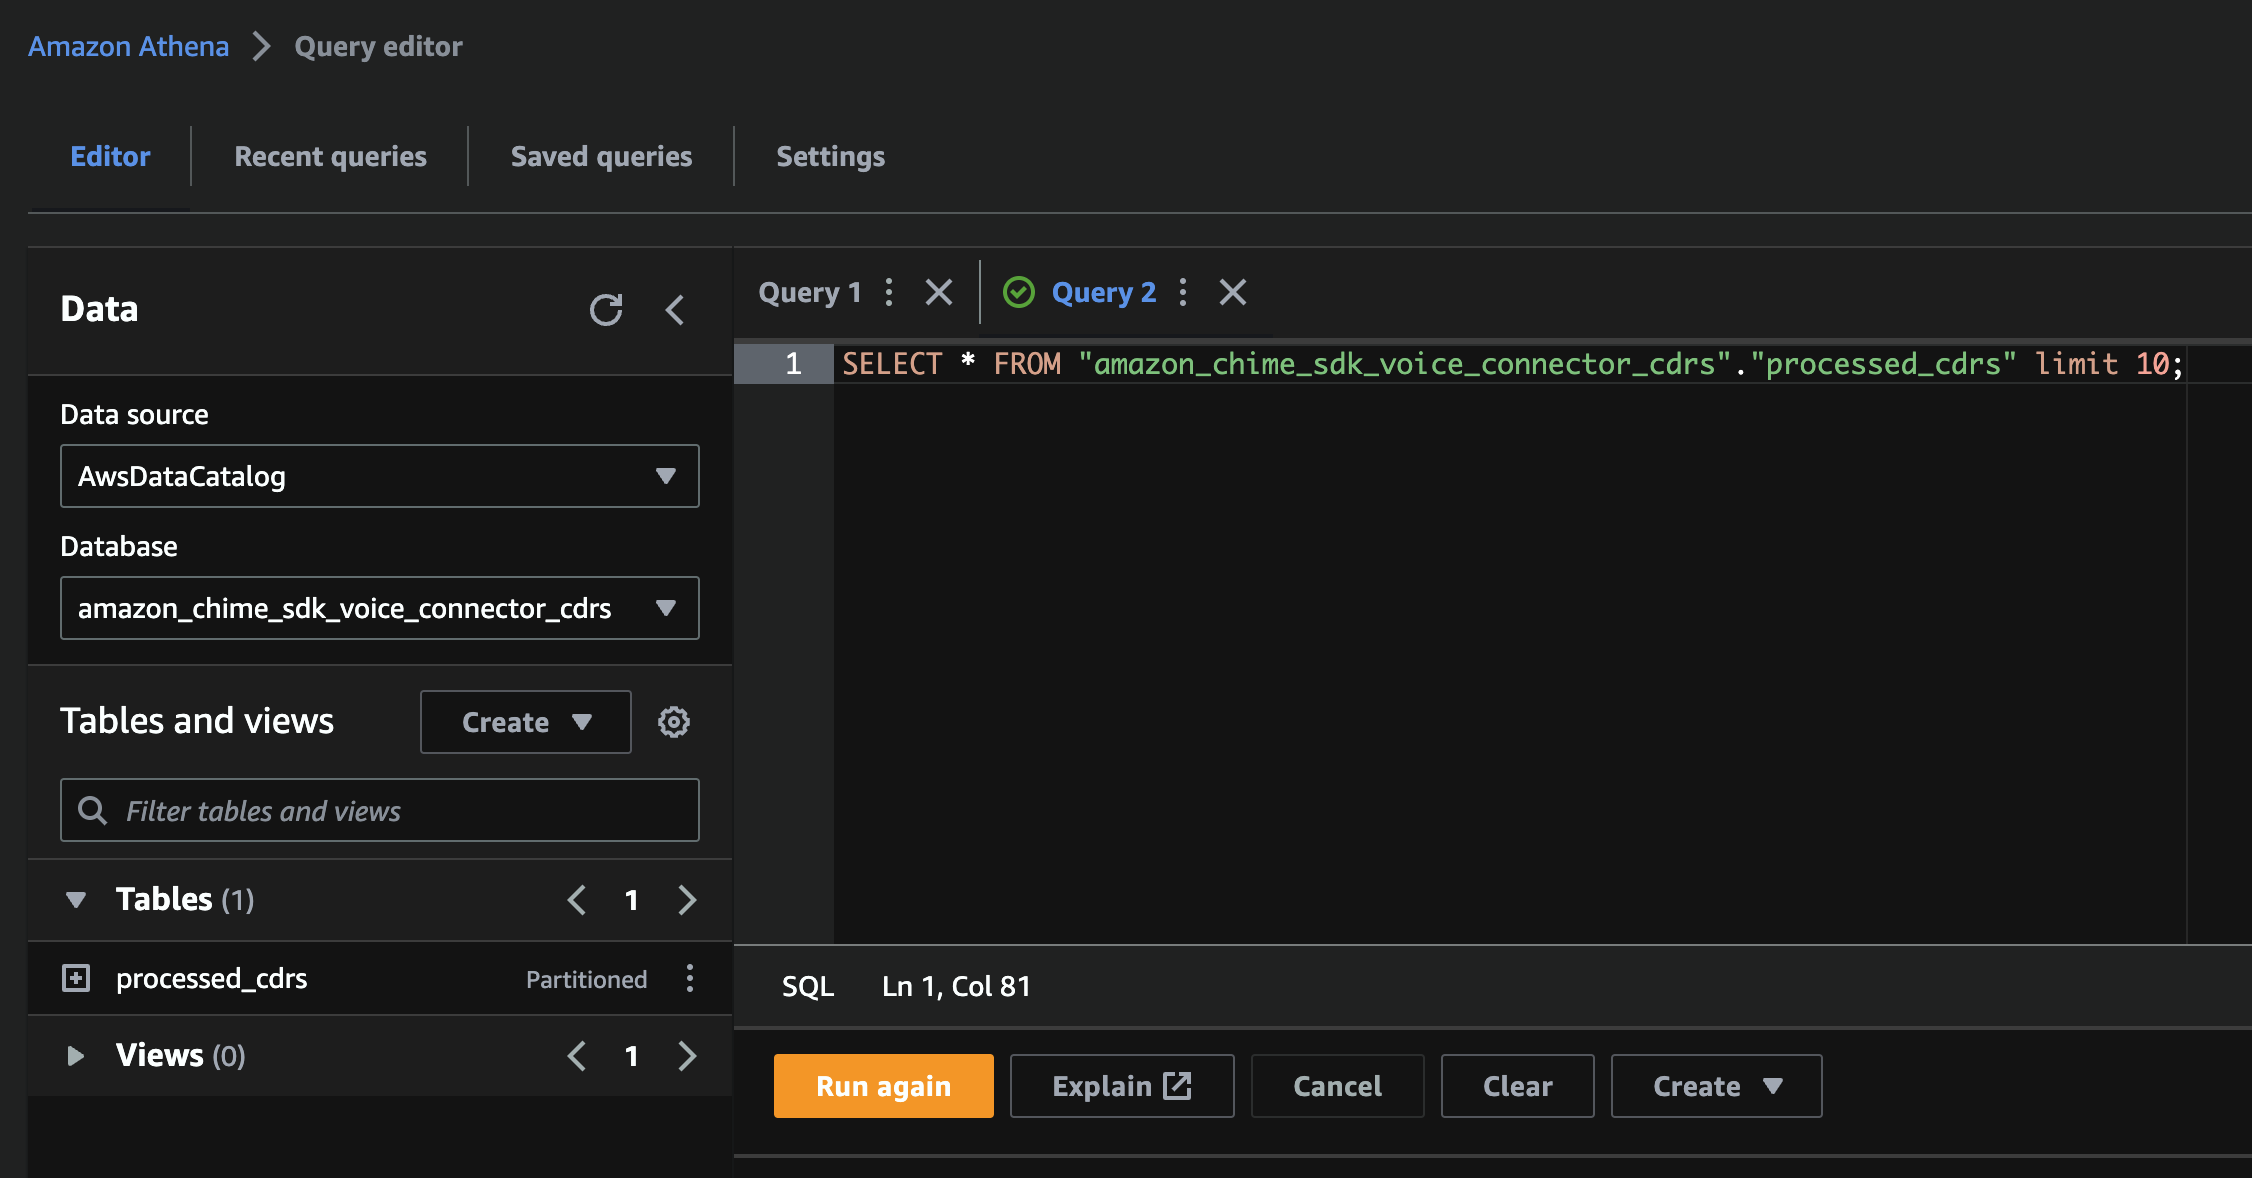 Amazon Athena Query editor
Editor Recent queries Saved queries Settings
Data
Data source
AwsDataCatalog
Database
amazon_chime_sdk_voice_connector_cdrs
Tables and views Create
Filter tables and views
Tables (1) 1
processed_cdrs Partitioned
Views (0) 1
Query 1 Query 2
1 SELECT * FROM "amazon_chime_sdk_voice_connector_cdrs"."processed_cdrs" limit 10;
SQL Ln 1, Col 81
Run again Explain Cancel Clear Create